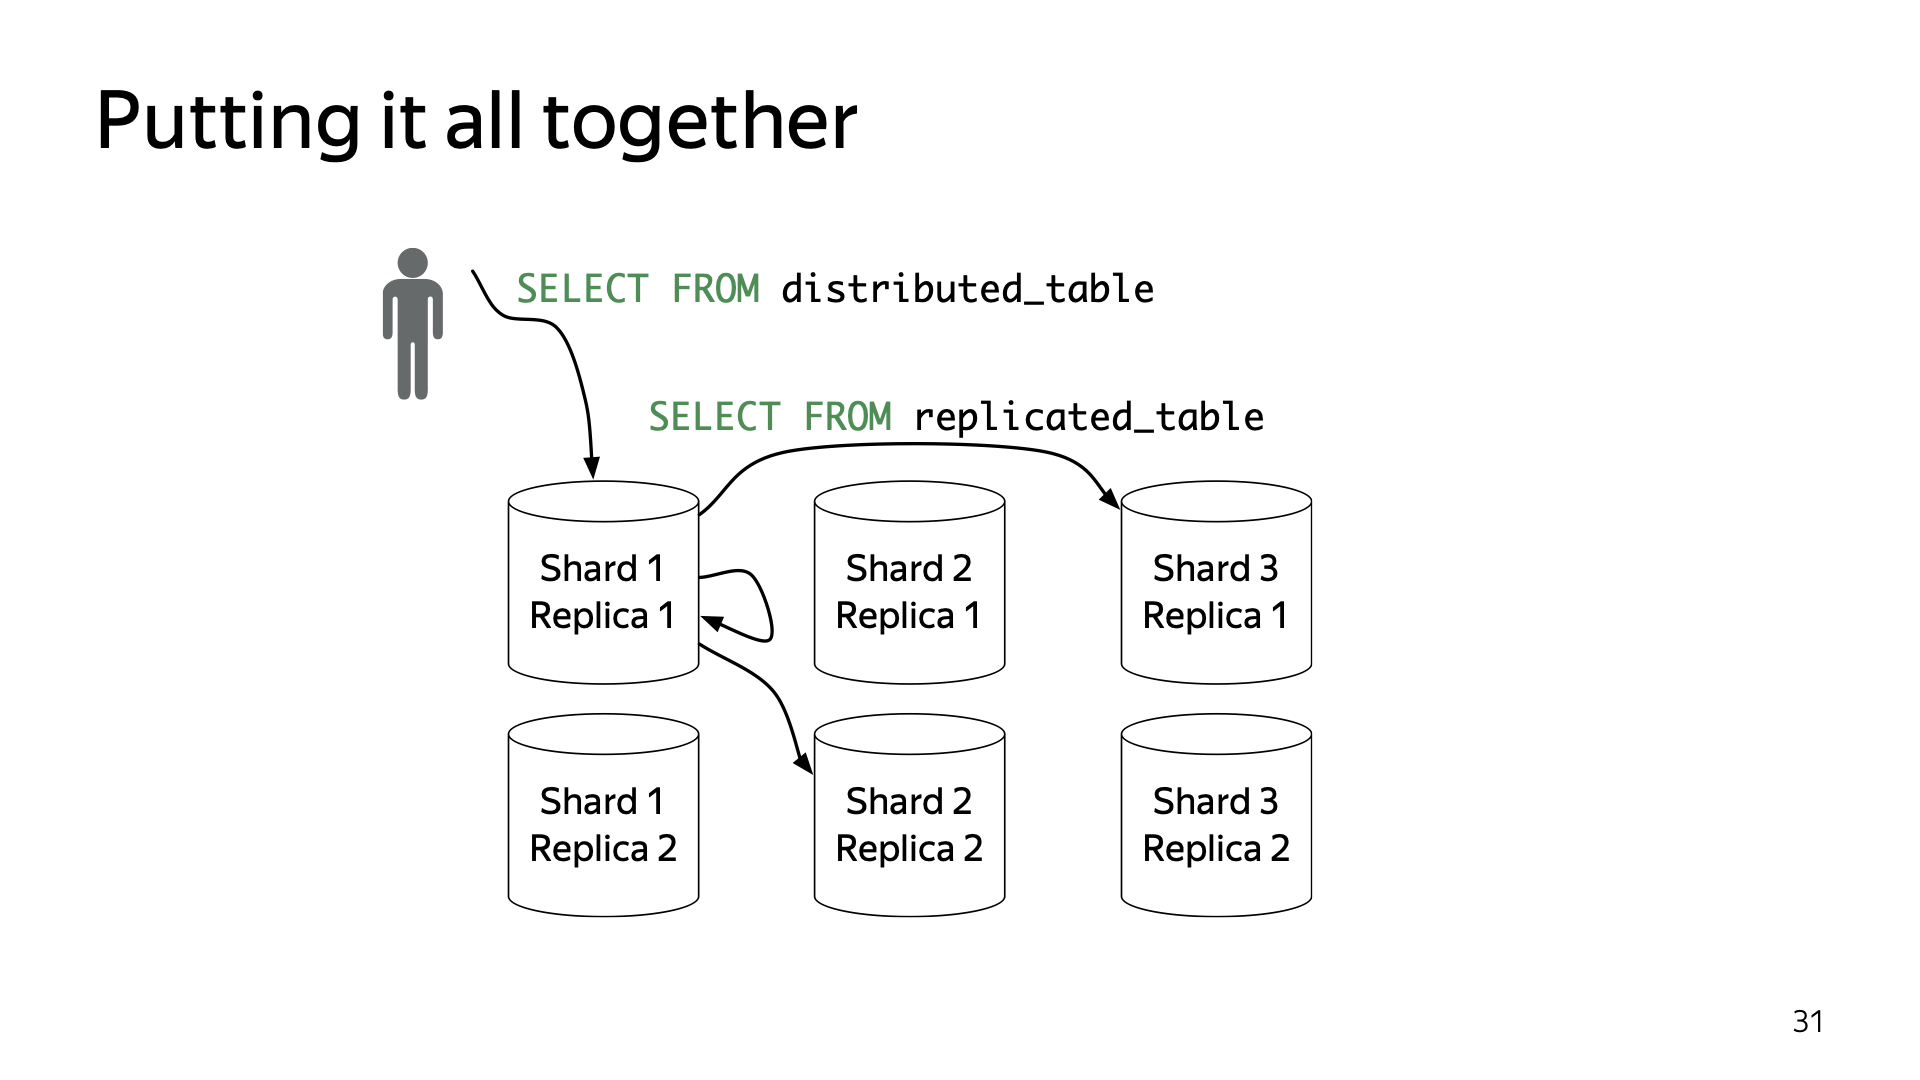 Putting it all together
SELECT FROM distributed_table
SELECT FROM replicated_table
Shard 1
Replica 1
Shard 2
Replica 1
Shard 3
Replica 1
Shard 1
Replica 2
Shard 2
Replica 2
Shard 3
Replica 2
31